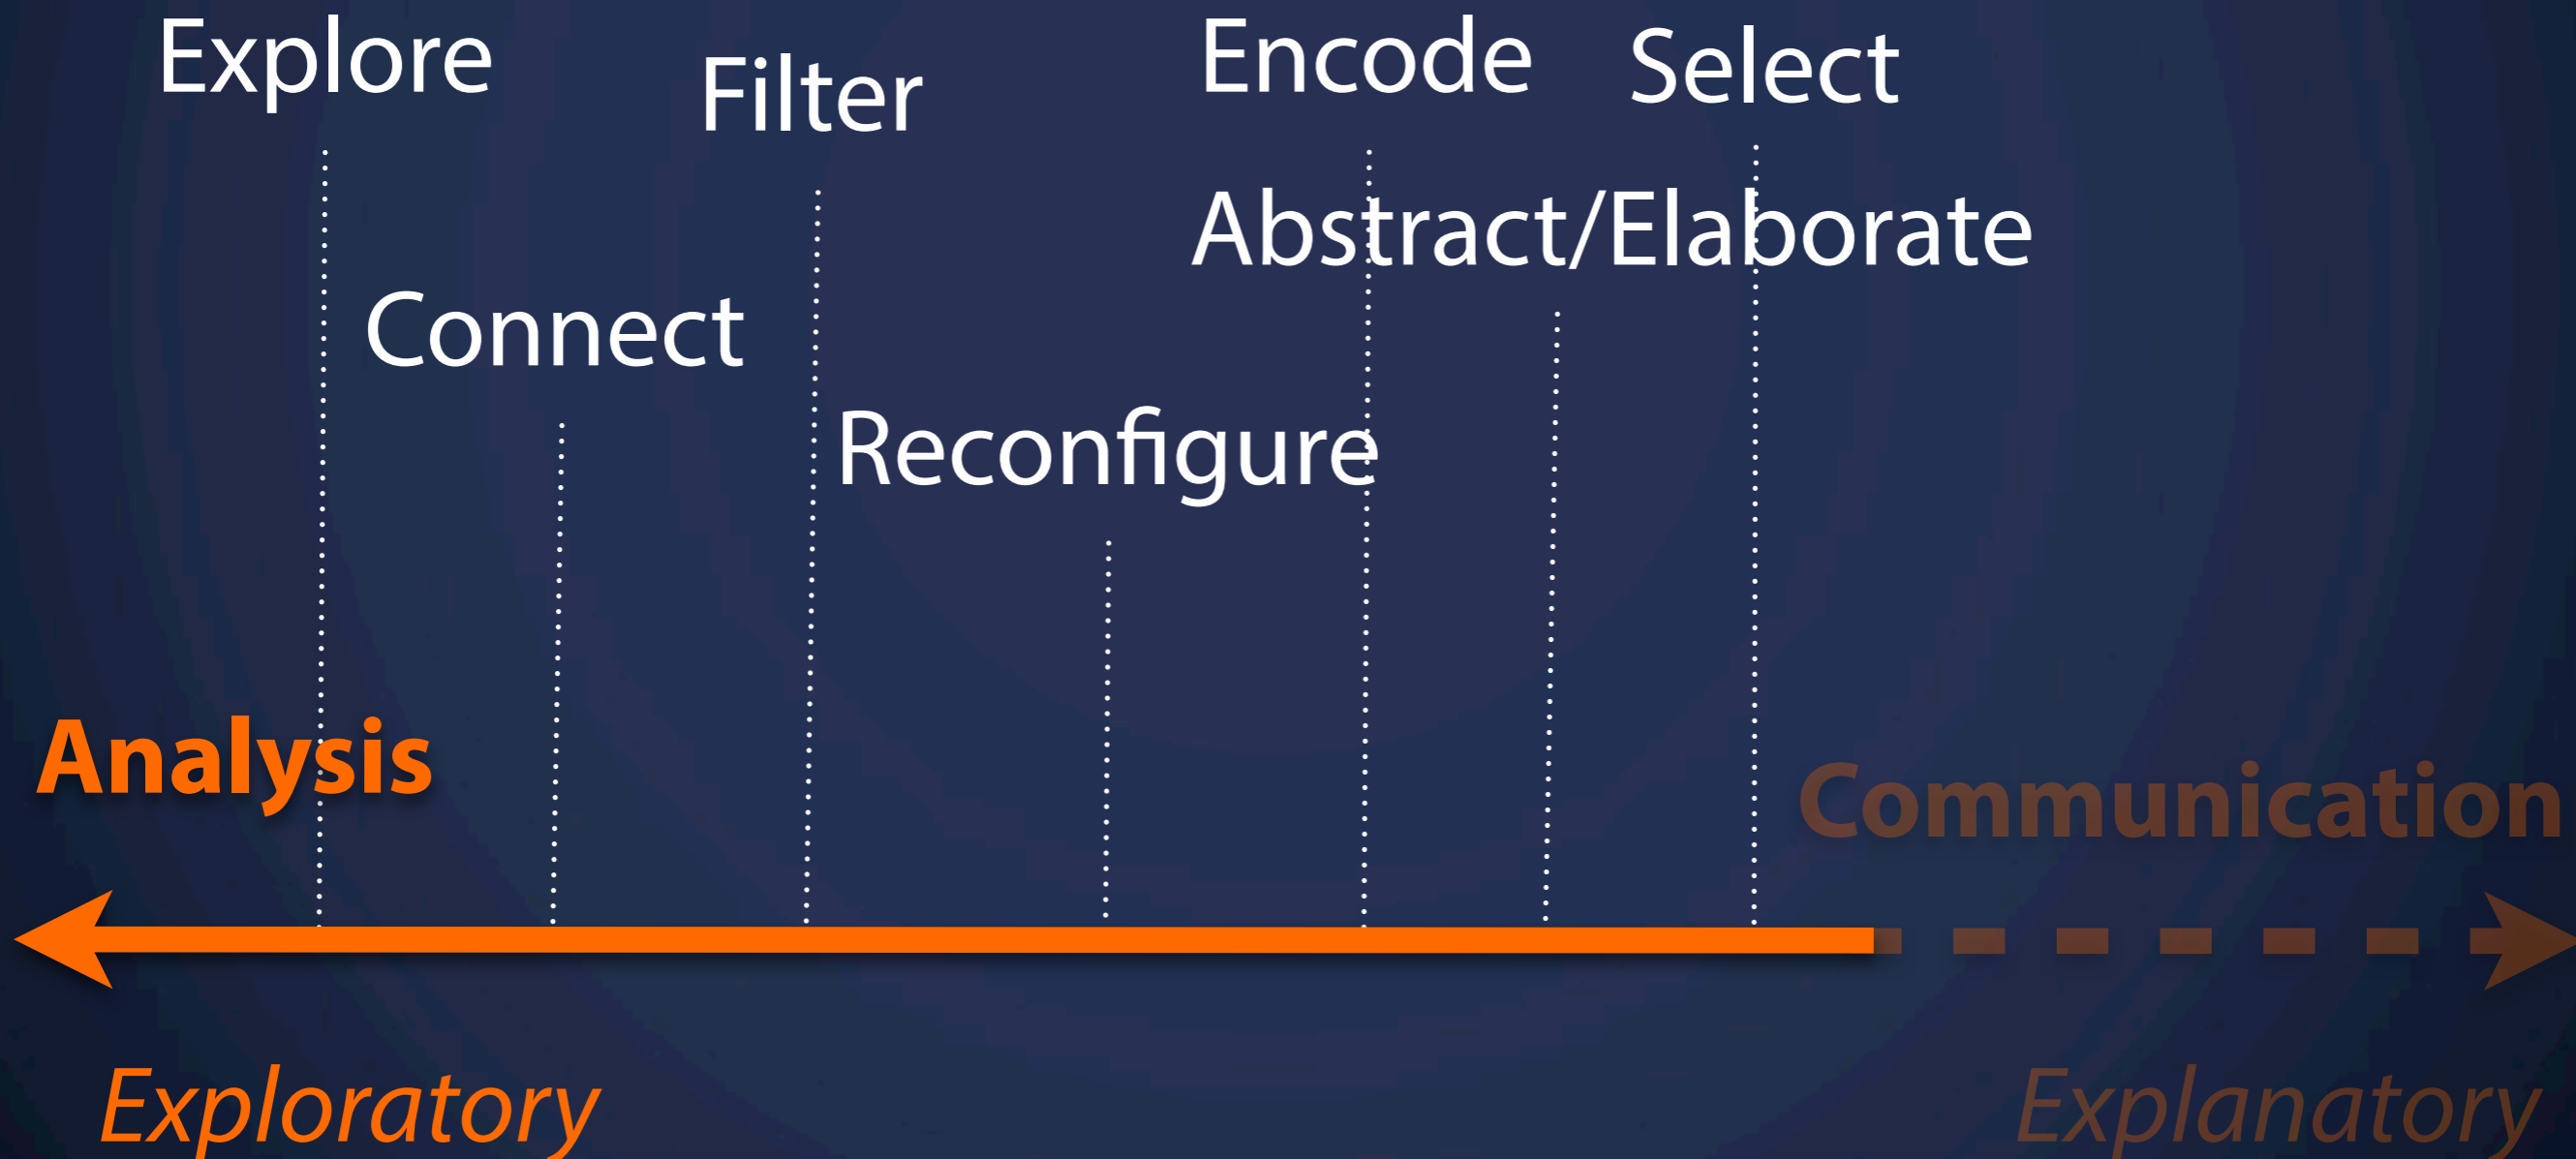 Explore
Filter
Encode
Select
Abstract/Elaborate
Connect
Reconfigure
Analysis
Communication
Exploratory
Explanatory